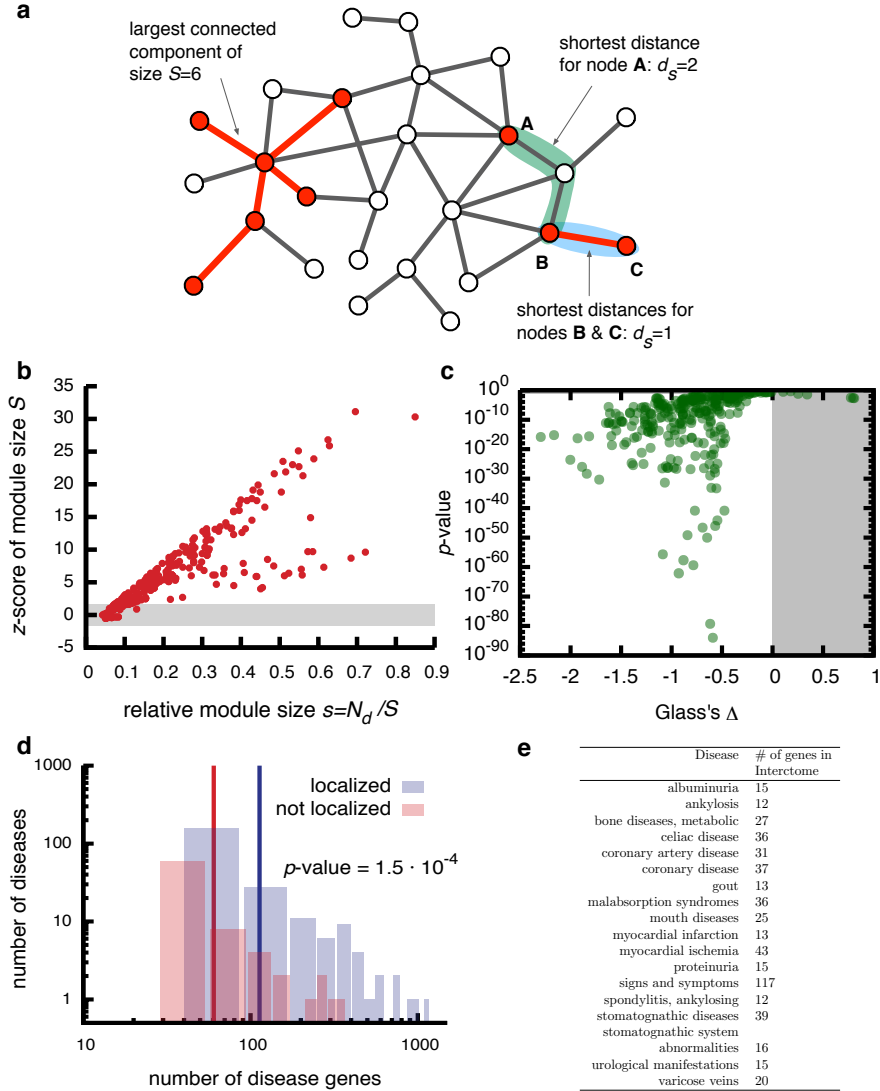 a
largest connected
component of
size S=6
shortest distance
for node A: d_s=2
A
B
C
shortest distances for
nodes B & C: d_s=1
b
z-score of module size S
35
30
25
20
15
10
5
0
-5
0 0.1 0.2 0.3 0.4 0.5 0.6 0.7 0.8 0.9
relative module size s=N_d/S
c
p-value
10^0
10^-10
10^-20
10^-30
10^-40
10^-50
10^-60
10^-70
10^-80
10^-90
-2.5 -2 -1.5 -1 -0.5 0 0.5 1
Glass's Δ
d
number of diseases
1000
100
10
1
localized
not localized
p-value = 1.5 · 10^-4
10 100 1000
number of disease genes
e
Disease # of genes in
Interctome
albuminuria 15
ankylosis 12
bone diseases, metabolic 27
celiac disease 36
coronary artery disease 31
coronary disease 37
gout 13
malabsorption syndromes 36
mouth diseases 25
myocardial infarction 13
myocardial ischemia 43
proteinuria 15
signs and symptoms 117
spondylitis, ankylosing 12
stomatognathic diseases 39
stomatognathic system
abnormalities 16
urological manifestations 15
varicose veins 20